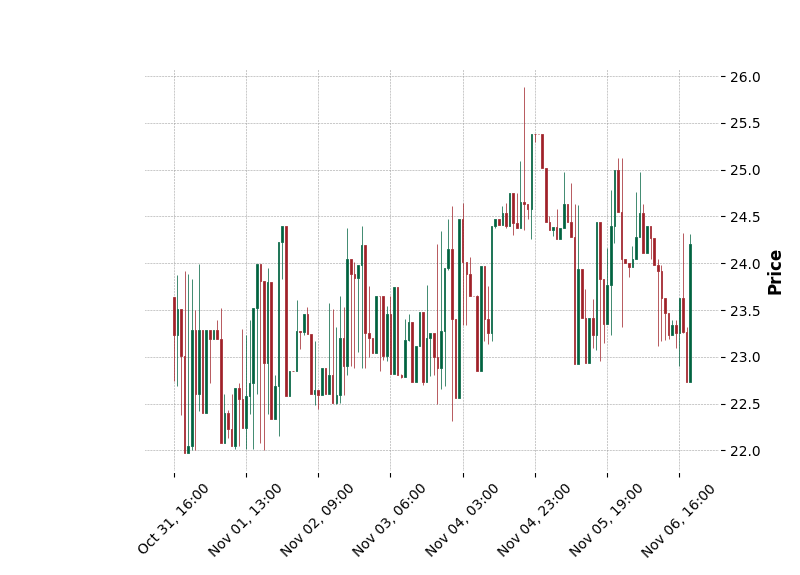 26.0
25.5
25.0
24.5
24.0
23.5
23.0
22.5
22.0
Price
Oct 31, 16:00
Nov 01, 13:00
Nov 02, 09:00
Nov 03, 06:00
Nov 04, 03:00
Nov 04, 23:00
Nov 05, 19:00
Nov 06, 16:00